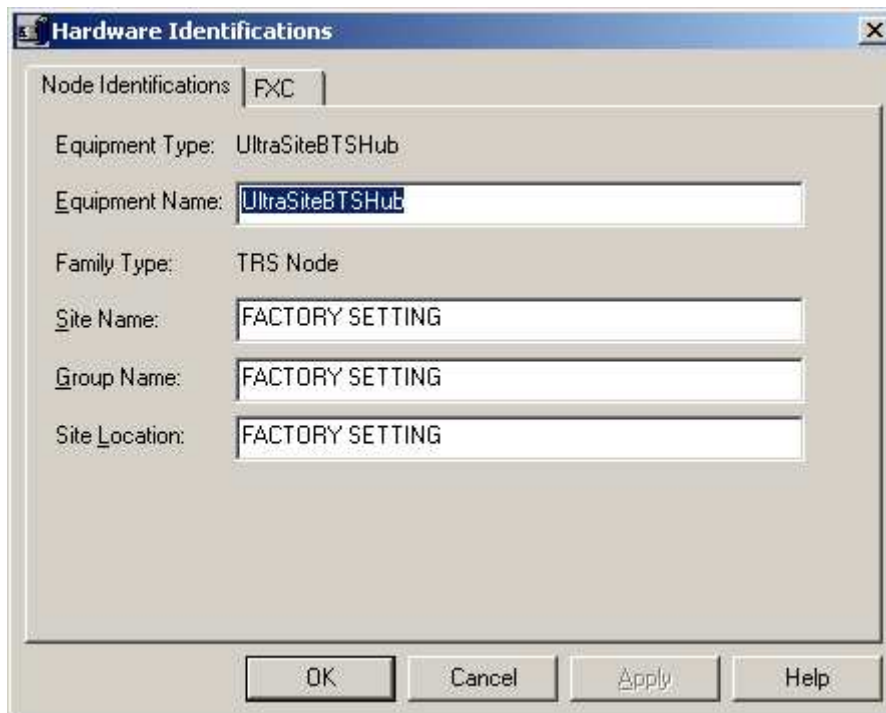 Hardware Identifications
Node Identifications FXC
Equipment Type: UltraSiteBTSHub
Equipment Name: UltraSiteBTSHub
Family Type: TRS Node
Site Name: FACTORY SETTING
Group Name: FACTORY SETTING
Site Location: FACTORY SETTING
OK Cancel Apply Help